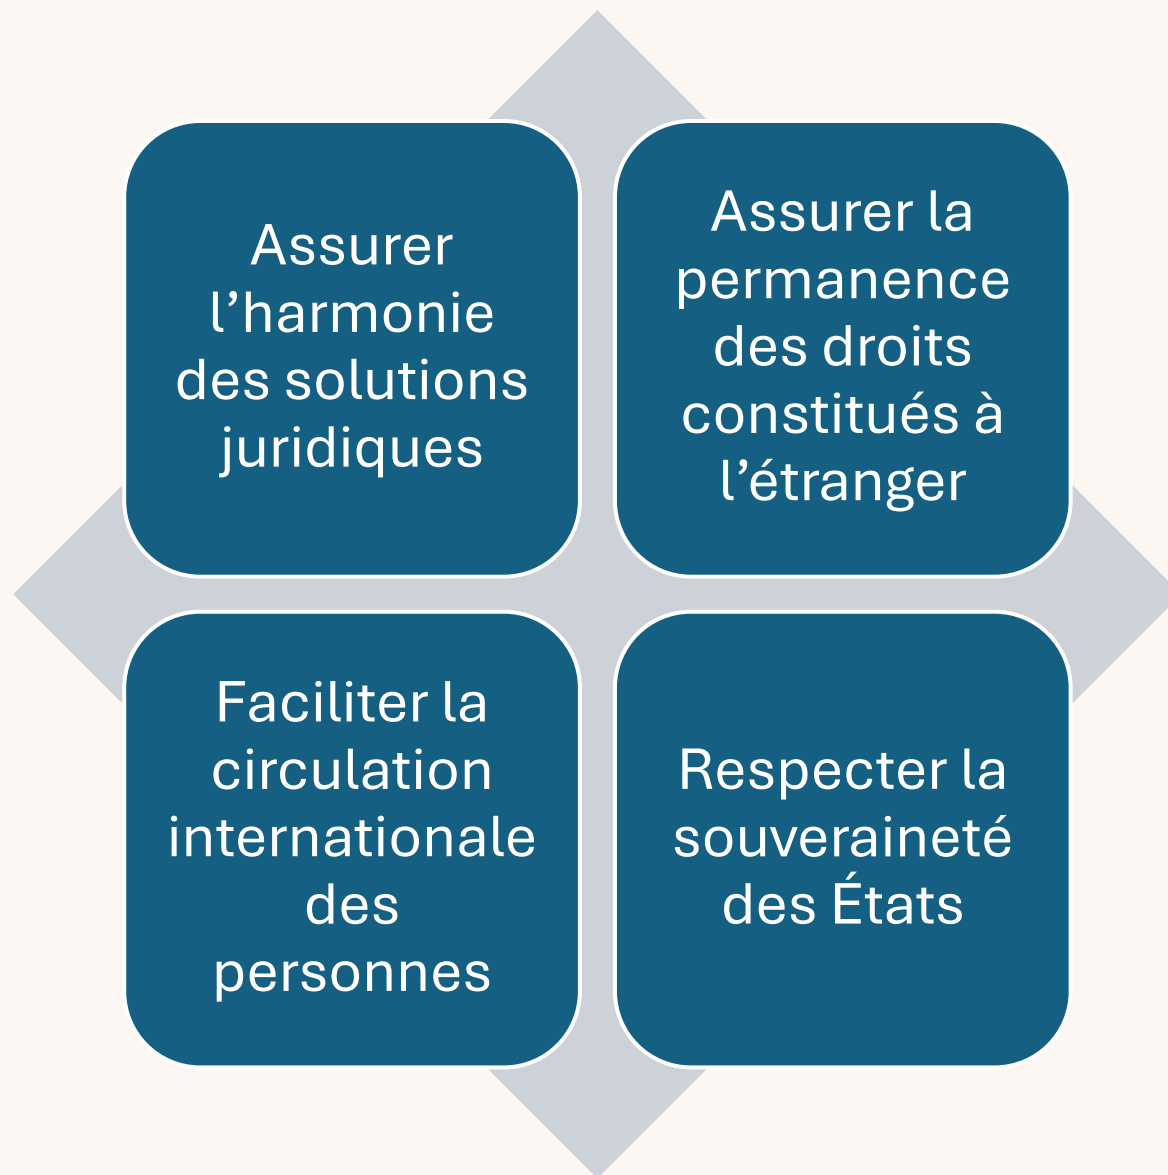 Assurer
l’harmonie
des solutions
juridiques
Assurer la
permanence
des droits
constitués à
l’étranger
Faciliter la
circulation
internationale
des
personnes
Respecter la
souveraineté
des États